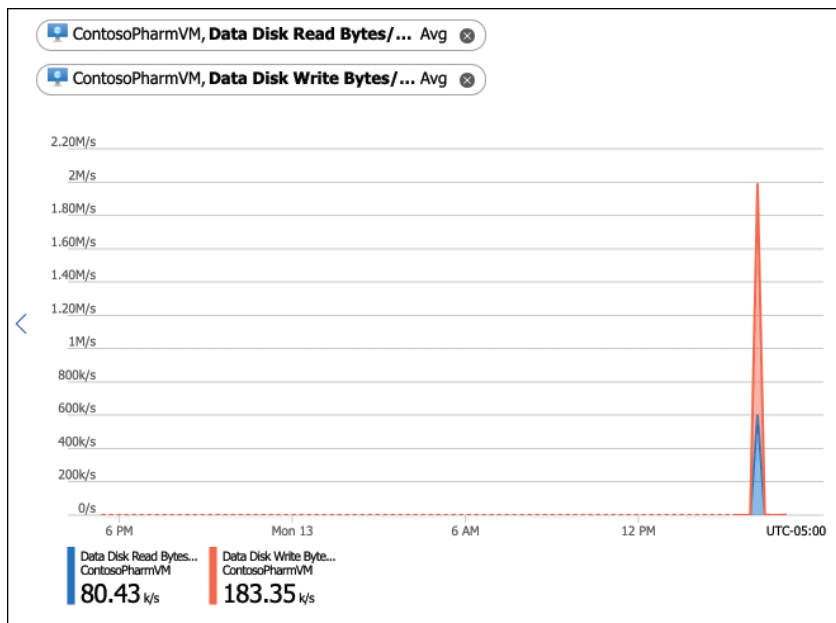 ContosoPharmVM, Data Disk Read Bytes/... Avg
ContosoPharmVM, Data Disk Write Bytes/... Avg
2.20M/s
2M/s
1.80M/s
1.60M/s
1.40M/s
1.20M/s
1M/s
800k/s
600k/s
400k/s
200k/s
0/s
6 PM Mon 13 6 AM 12 PM UTC-05:00
Data Disk Read Bytes... Data Disk Write Byte...
ContosoPharmVM ContosoPharmVM
80.43 k/s 183.35 k/s